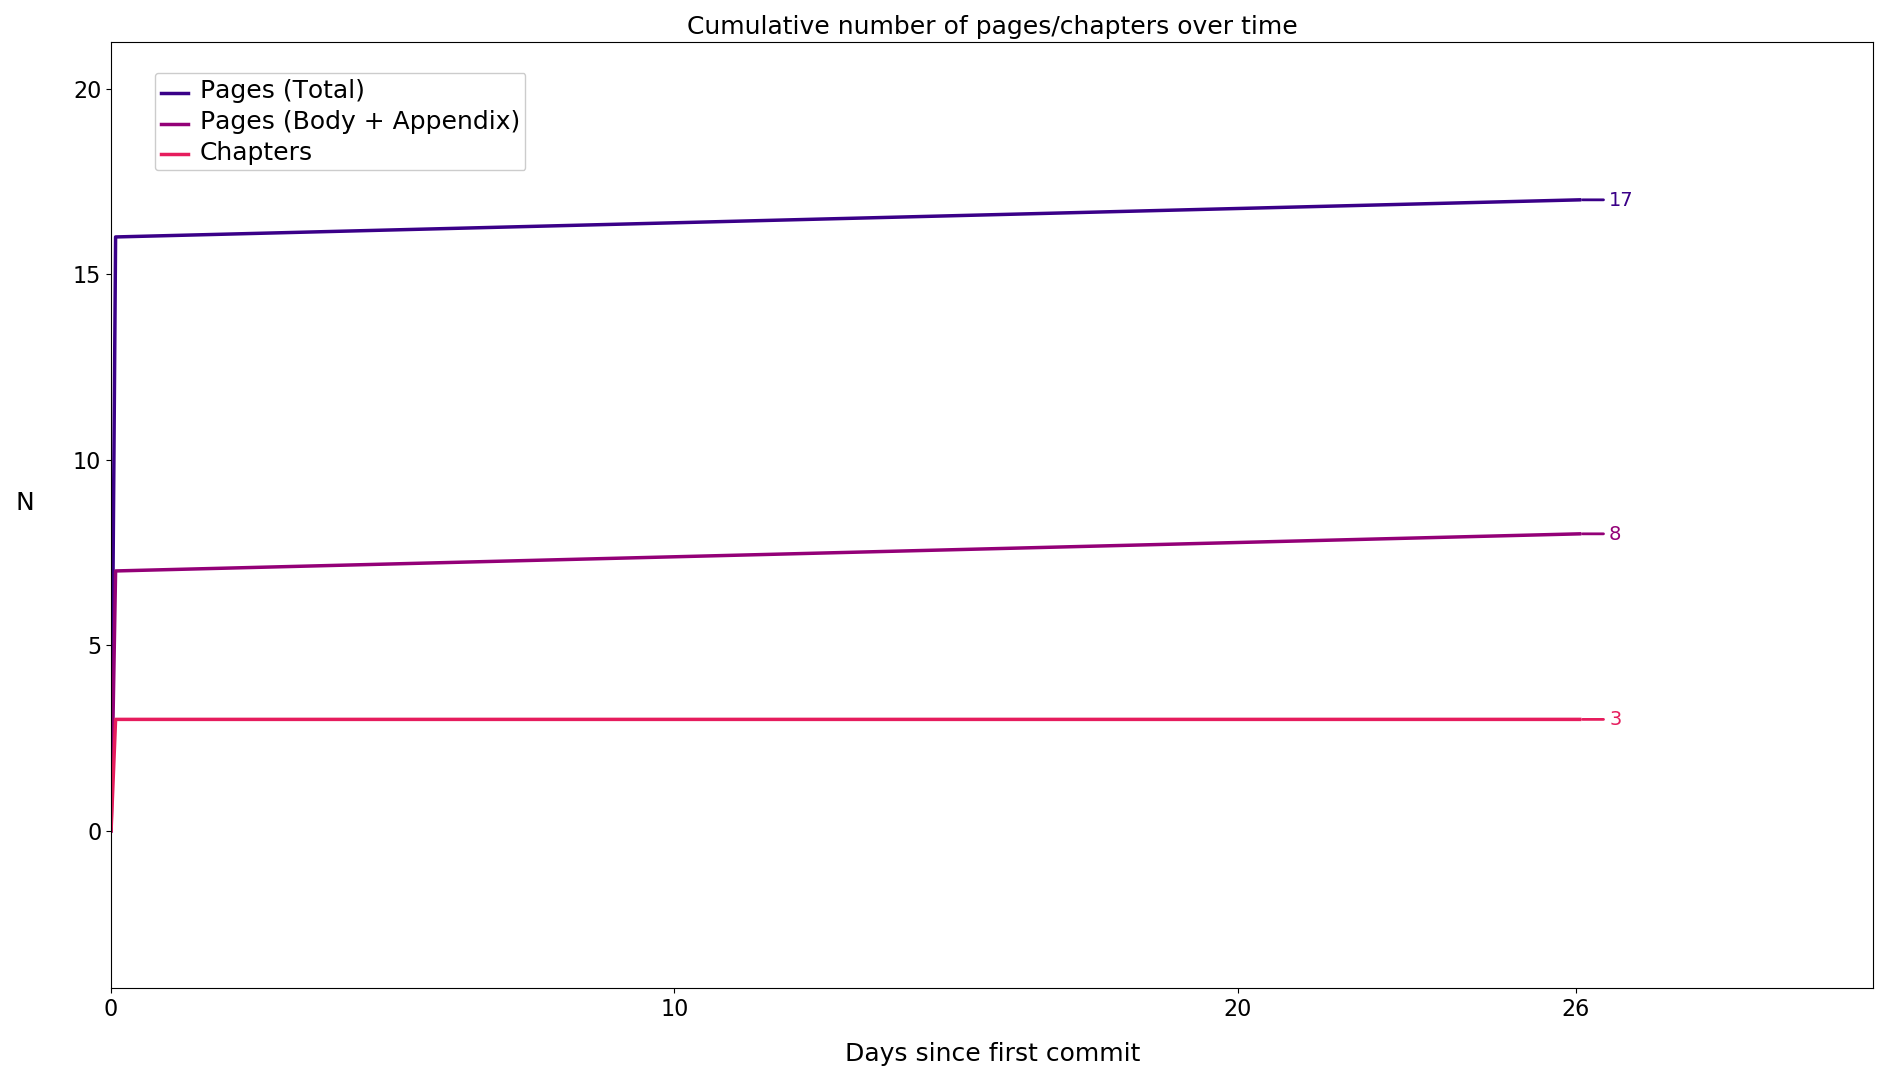 Cumulative number of pages/chapters over time
Pages (Total)
Pages (Body + Appendix)
Chapters
20
15
10
5
0
N
17
8
3
0
10
20
26
Days since first commit